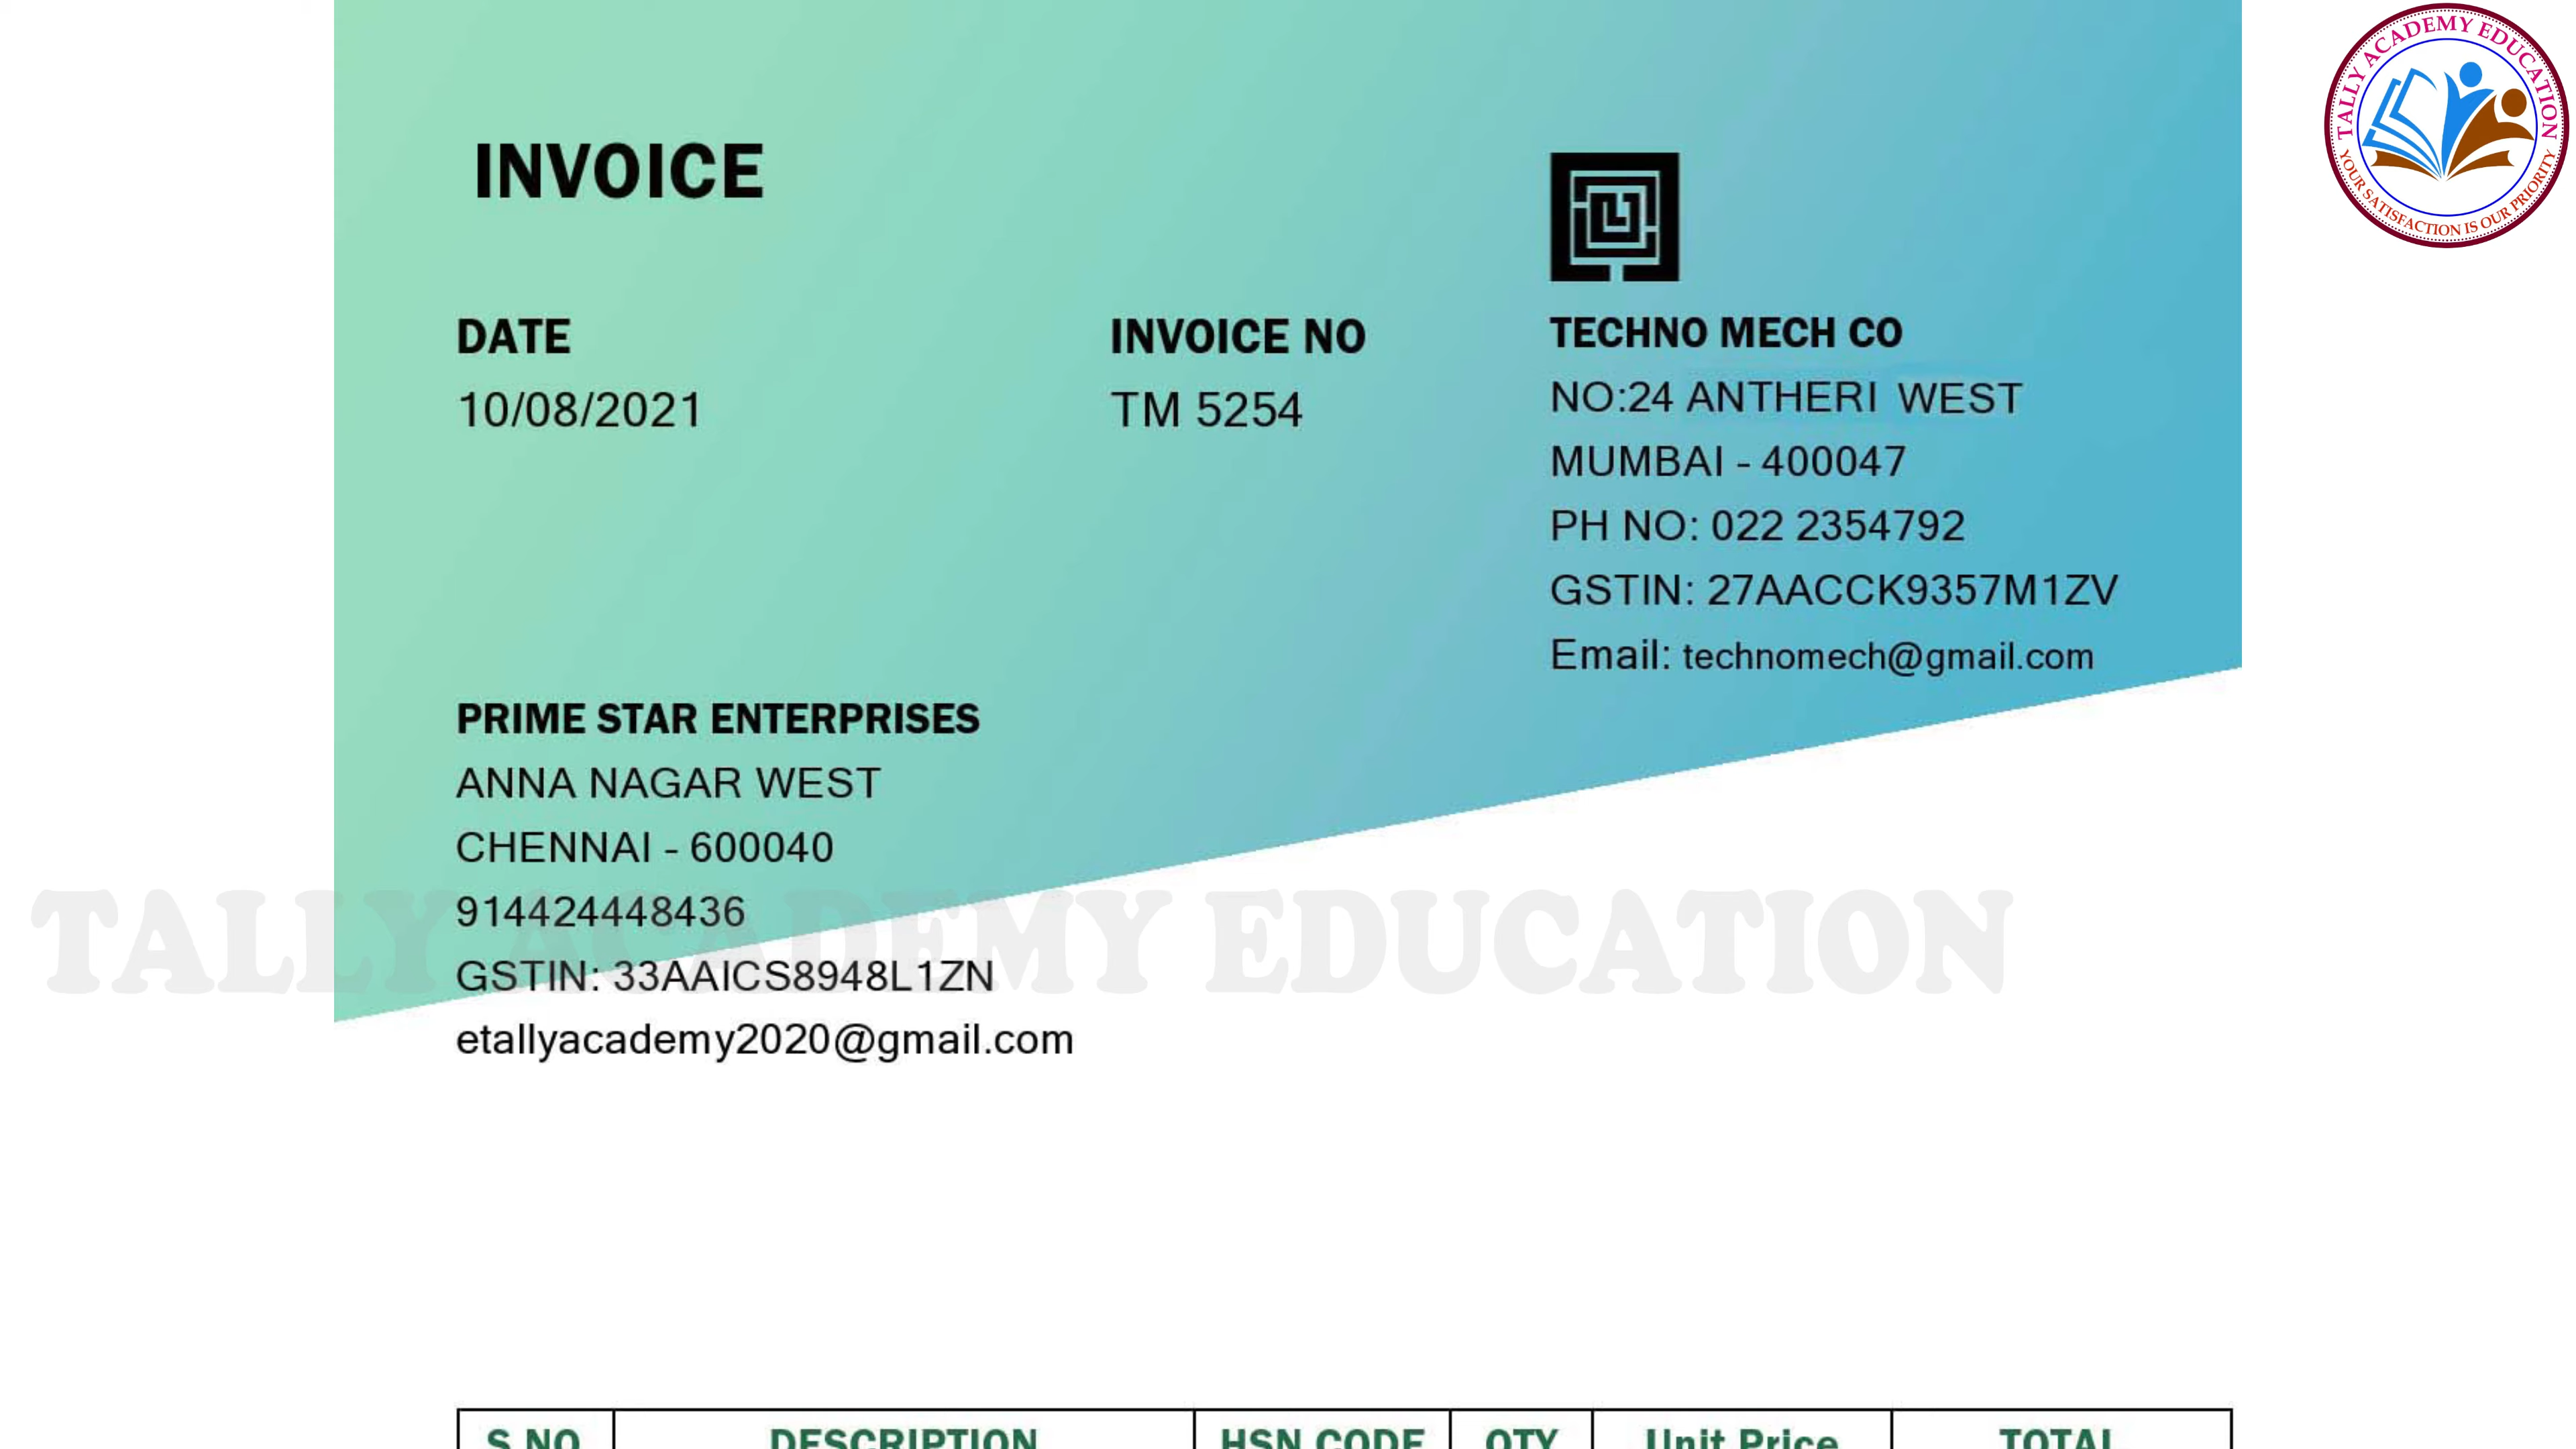 INVOICE
DATE
10/08/2021
INVOICE NO
TM 5254
TECHNO MECH CO
NO:24 ANTHERI WEST
MUMBAI - 400047
PH NO: 022 2354792
GSTIN: 27AACCK9357M1ZV
Email: technomech@gmail.com
PRIME STAR ENTERPRISES
ANNA NAGAR WEST
CHENNAI - 600040
914424448436
GSTIN: 33AAICS8948L1ZN
etallyacademy2020@gmail.com
TALLY ACADEMY EDUCATION
S.NO DESCRIPTION HSN CODE QTY Unit Price TOTAL
TALLY ACADEMY EDUCATION
YOUR SATISFACTION IS OUR PRIORITY